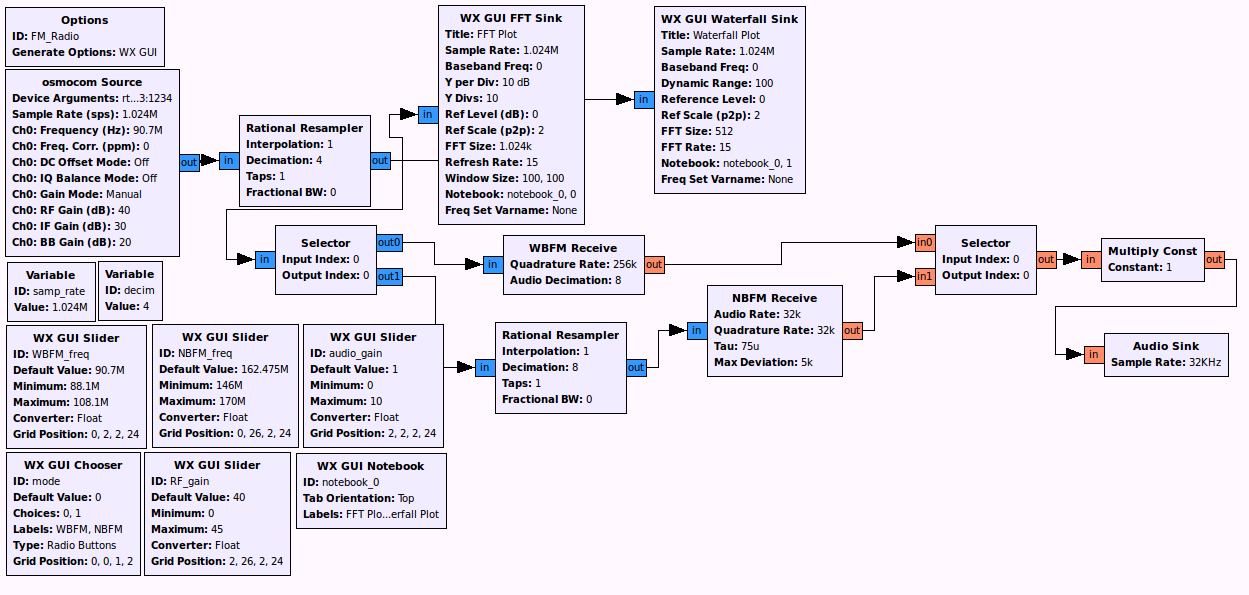 Options
ID: FM_Radio
Generate Options: WX GUI
osmocom Source
Device Arguments: rt...3:1234
Sample Rate (sps): 1.024M
Ch0: Frequency (Hz): 90.7M
Ch0: Freq. Corr. (ppm): 0
Ch0: DC Offset Mode: Off
Ch0: IQ Balance Mode: Off
Ch0: Gain Mode: Manual
Ch0: RF Gain (dB): 40
Ch0: IF Gain (dB): 30
Ch0: BB Gain (dB): 20
out
in
Rational Resampler
Interpolation: 1
Decimation: 4
Taps: 1
Fractional BW: 0
out
in
WX GUI FFT Sink
Title: FFT Plot
Sample Rate: 1.024M
Baseband Freq: 0
Y per Div: 10 dB
Y Divs: 10
Ref Level (dB): 0
Ref Scale (p2p): 2
FFT Size: 1.024k
Refresh Rate: 15
Window Size: 100, 100
Notebook: notebook_0, 0
Freq Set Varname: None
in
WX GUI Waterfall Sink
Title: Waterfall Plot
Sample Rate: 1.024M
Baseband Freq: 0
Dynamic Range: 100
Reference Level: 0
Ref Scale (p2p): 2
FFT Size: 512
FFT Rate: 15
Notebook: notebook_0, 1
Freq Set Varname: None
in
Selector
Input Index: 0
Output Index: 0
out0
out1
in
WBFM Receive
Quadrature Rate: 256k
Audio Decimation: 8
out
in
Rational Resampler
Interpolation: 1
Decimation: 8
Taps: 1
Fractional BW: 0
out
in
NBFM Receive
Audio Rate: 32k
Quadrature Rate: 32k
Tau: 75u
Max Deviation: 5k
out
in0
in1
Selector
Input Index: 0
Output Index: 0
out
in
Multiply Const
Constant: 1
out
in
Audio Sink
Sample Rate: 32KHz
Variable
ID: samp_rate
Value: 1.024M
Variable
ID: decim
Value: 4
WX GUI Slider
ID: WBFM_freq
Default Value: 90.7M
Minimum: 88.1M
Maximum: 108.1M
Converter: Float
Grid Position: 0, 2, 2, 24
WX GUI Slider
ID: NBFM_freq
Default Value: 162.475M
Minimum: 146M
Maximum: 170M
Converter: Float
Grid Position: 0, 26, 2, 24
WX GUI Slider
ID: audio_gain
Default Value: 1
Minimum: 0
Maximum: 10
Converter: Float
Grid Position: 2, 2, 2, 24
WX GUI Chooser
ID: mode
Default Value: 0
Choices: 0, 1
Labels: WBFM, NBFM
Type: Radio Buttons
Grid Position: 0, 0, 1, 2
WX GUI Slider
ID: RF_gain
Default Value: 40
Minimum: 0
Maximum: 45
Converter: Float
Grid Position: 2, 26, 2, 24
WX GUI Notebook
ID: notebook_0
Tab Orientation: Top
Labels: FFT Plo...erfall Plot